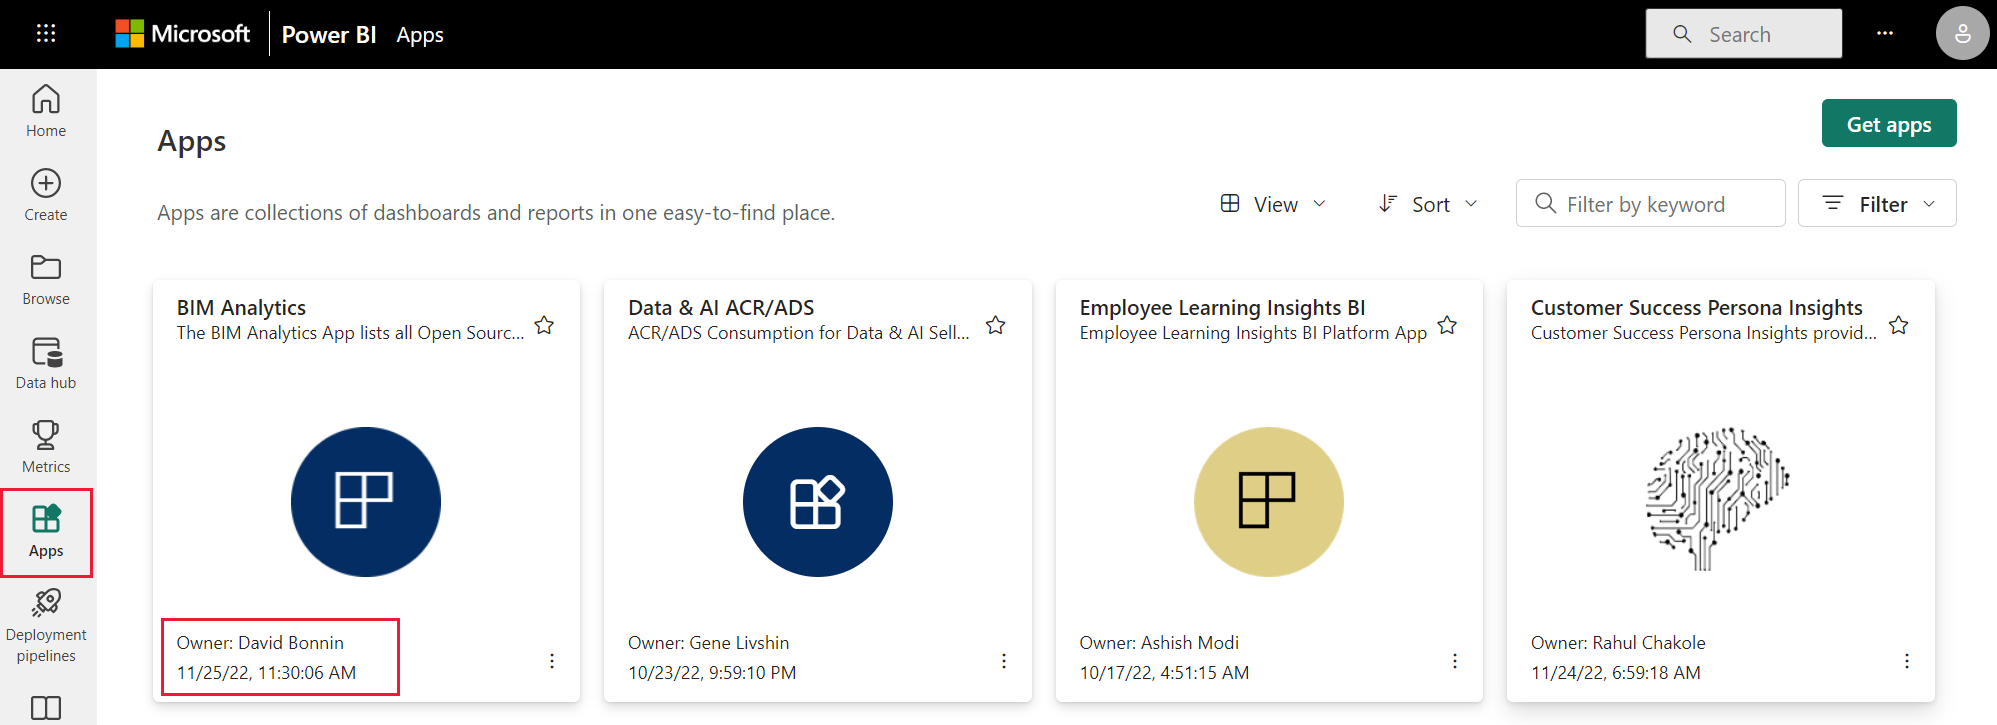 Microsoft Power BI Apps
Search
Home
Create
Browse
Data hub
Metrics
Apps
Deployment
pipelines
Apps
Get apps
Apps are collections of dashboards and reports in one easy-to-find place.
View
Sort
Filter by keyword
Filter
BIM Analytics
The BIM Analytics App lists all Open Sourc...
Owner: David Bonnin
11/25/22, 11:30:06 AM
Data & AI ACR/ADS
ACR/ADS Consumption for Data & AI Sell...
Owner: Gene Livshin
10/23/22, 9:59:10 PM
Employee Learning Insights BI
Employee Learning Insights BI Platform App
Owner: Ashish Modi
10/17/22, 4:51:15 AM
Customer Success Persona Insights
Customer Success Persona Insights provid...
Owner: Rahul Chakole
11/24/22, 6:59:18 AM